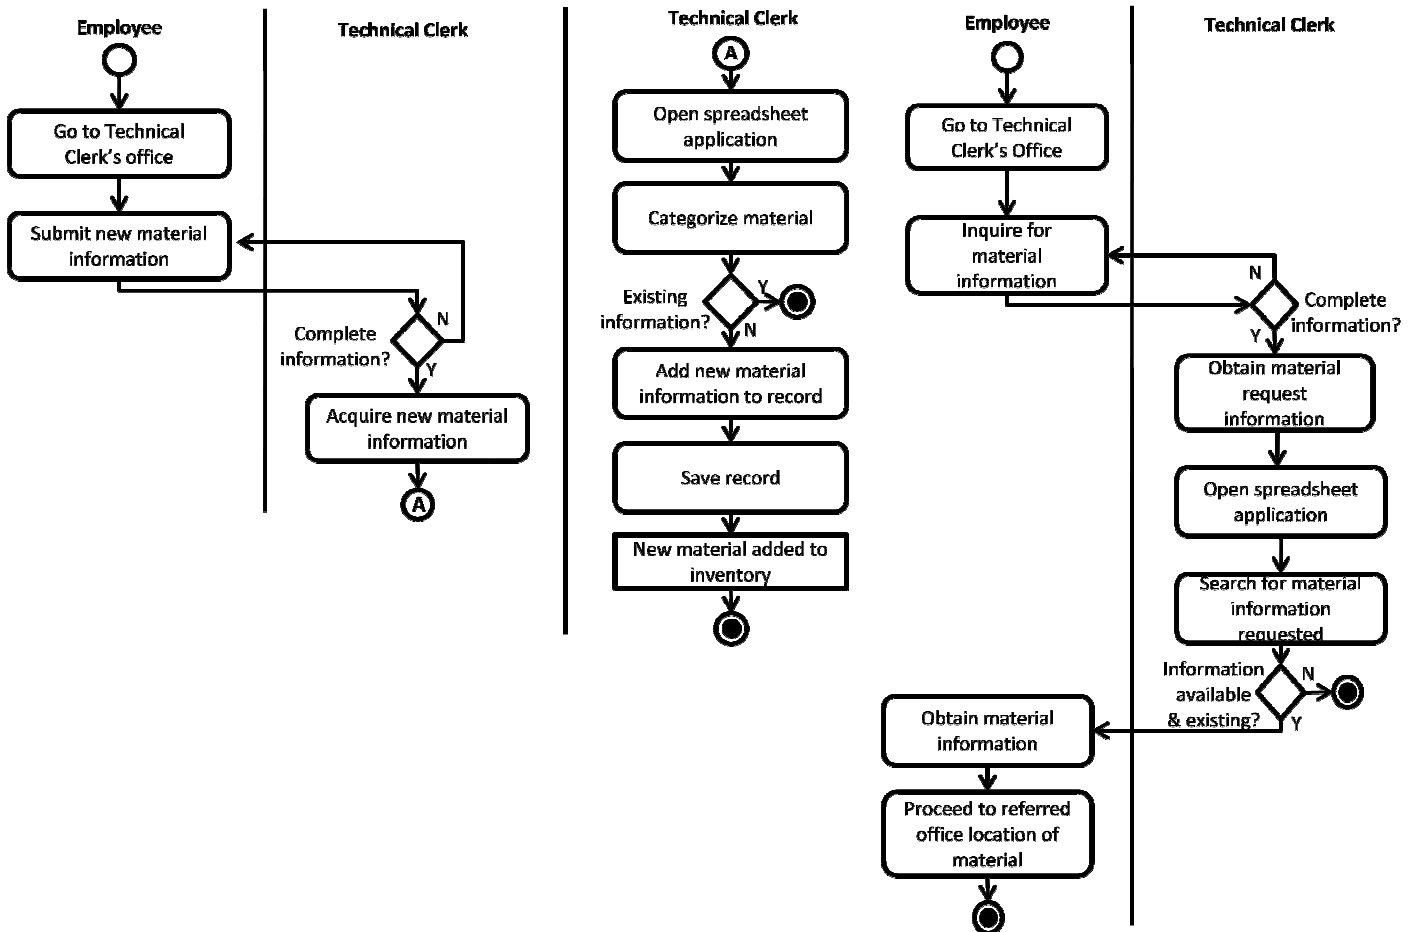 Employee
Technical Clerk
Go to Technical
Clerk's office
Submit new material
information
Complete
information?
N
Y
Acquire new material
information
A
Technical Clerk
A
Open spreadsheet
application
Categorize material
Existing
information?
Y
N
Add new material
information to record
Save record
New material added to
inventory
Employee
Technical Clerk
Go to Technical
Clerk's Office
Inquire for
material
information
N
Complete
information?
Y
Obtain material
request
information
Open spreadsheet
application
Search for material
information
requested
Information
available
& existing?
N
Y
Obtain material
information
Proceed to referred
office location of
material